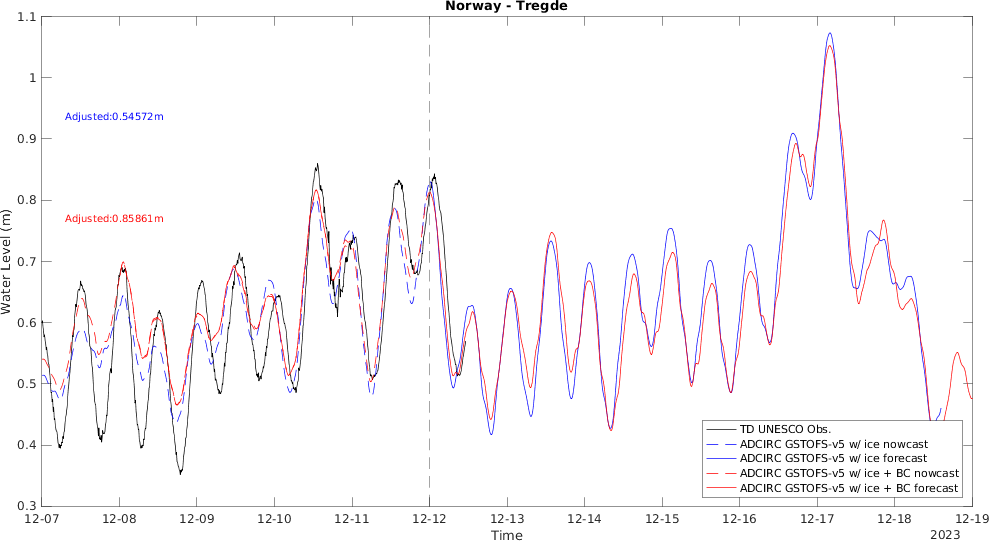 Norway - Tregde
1.1
1
0.9
0.8
0.7
0.6
0.5
0.4
0.3
Water Level (m)
Adjusted:0.54572m
Adjusted:0.85861m
TD UNESCO Obs.
ADCIRC GSTOFS-v5 w/ ice nowcast
ADCIRC GSTOFS-v5 w/ ice forecast
ADCIRC GSTOFS-v5 w/ ice + BC nowcast
ADCIRC GSTOFS-v5 w/ ice + BC forecast
12-07 12-08 12-09 12-10 12-11 12-12 12-13 12-14 12-15 12-16 12-17 12-18 12-19
Time
2023